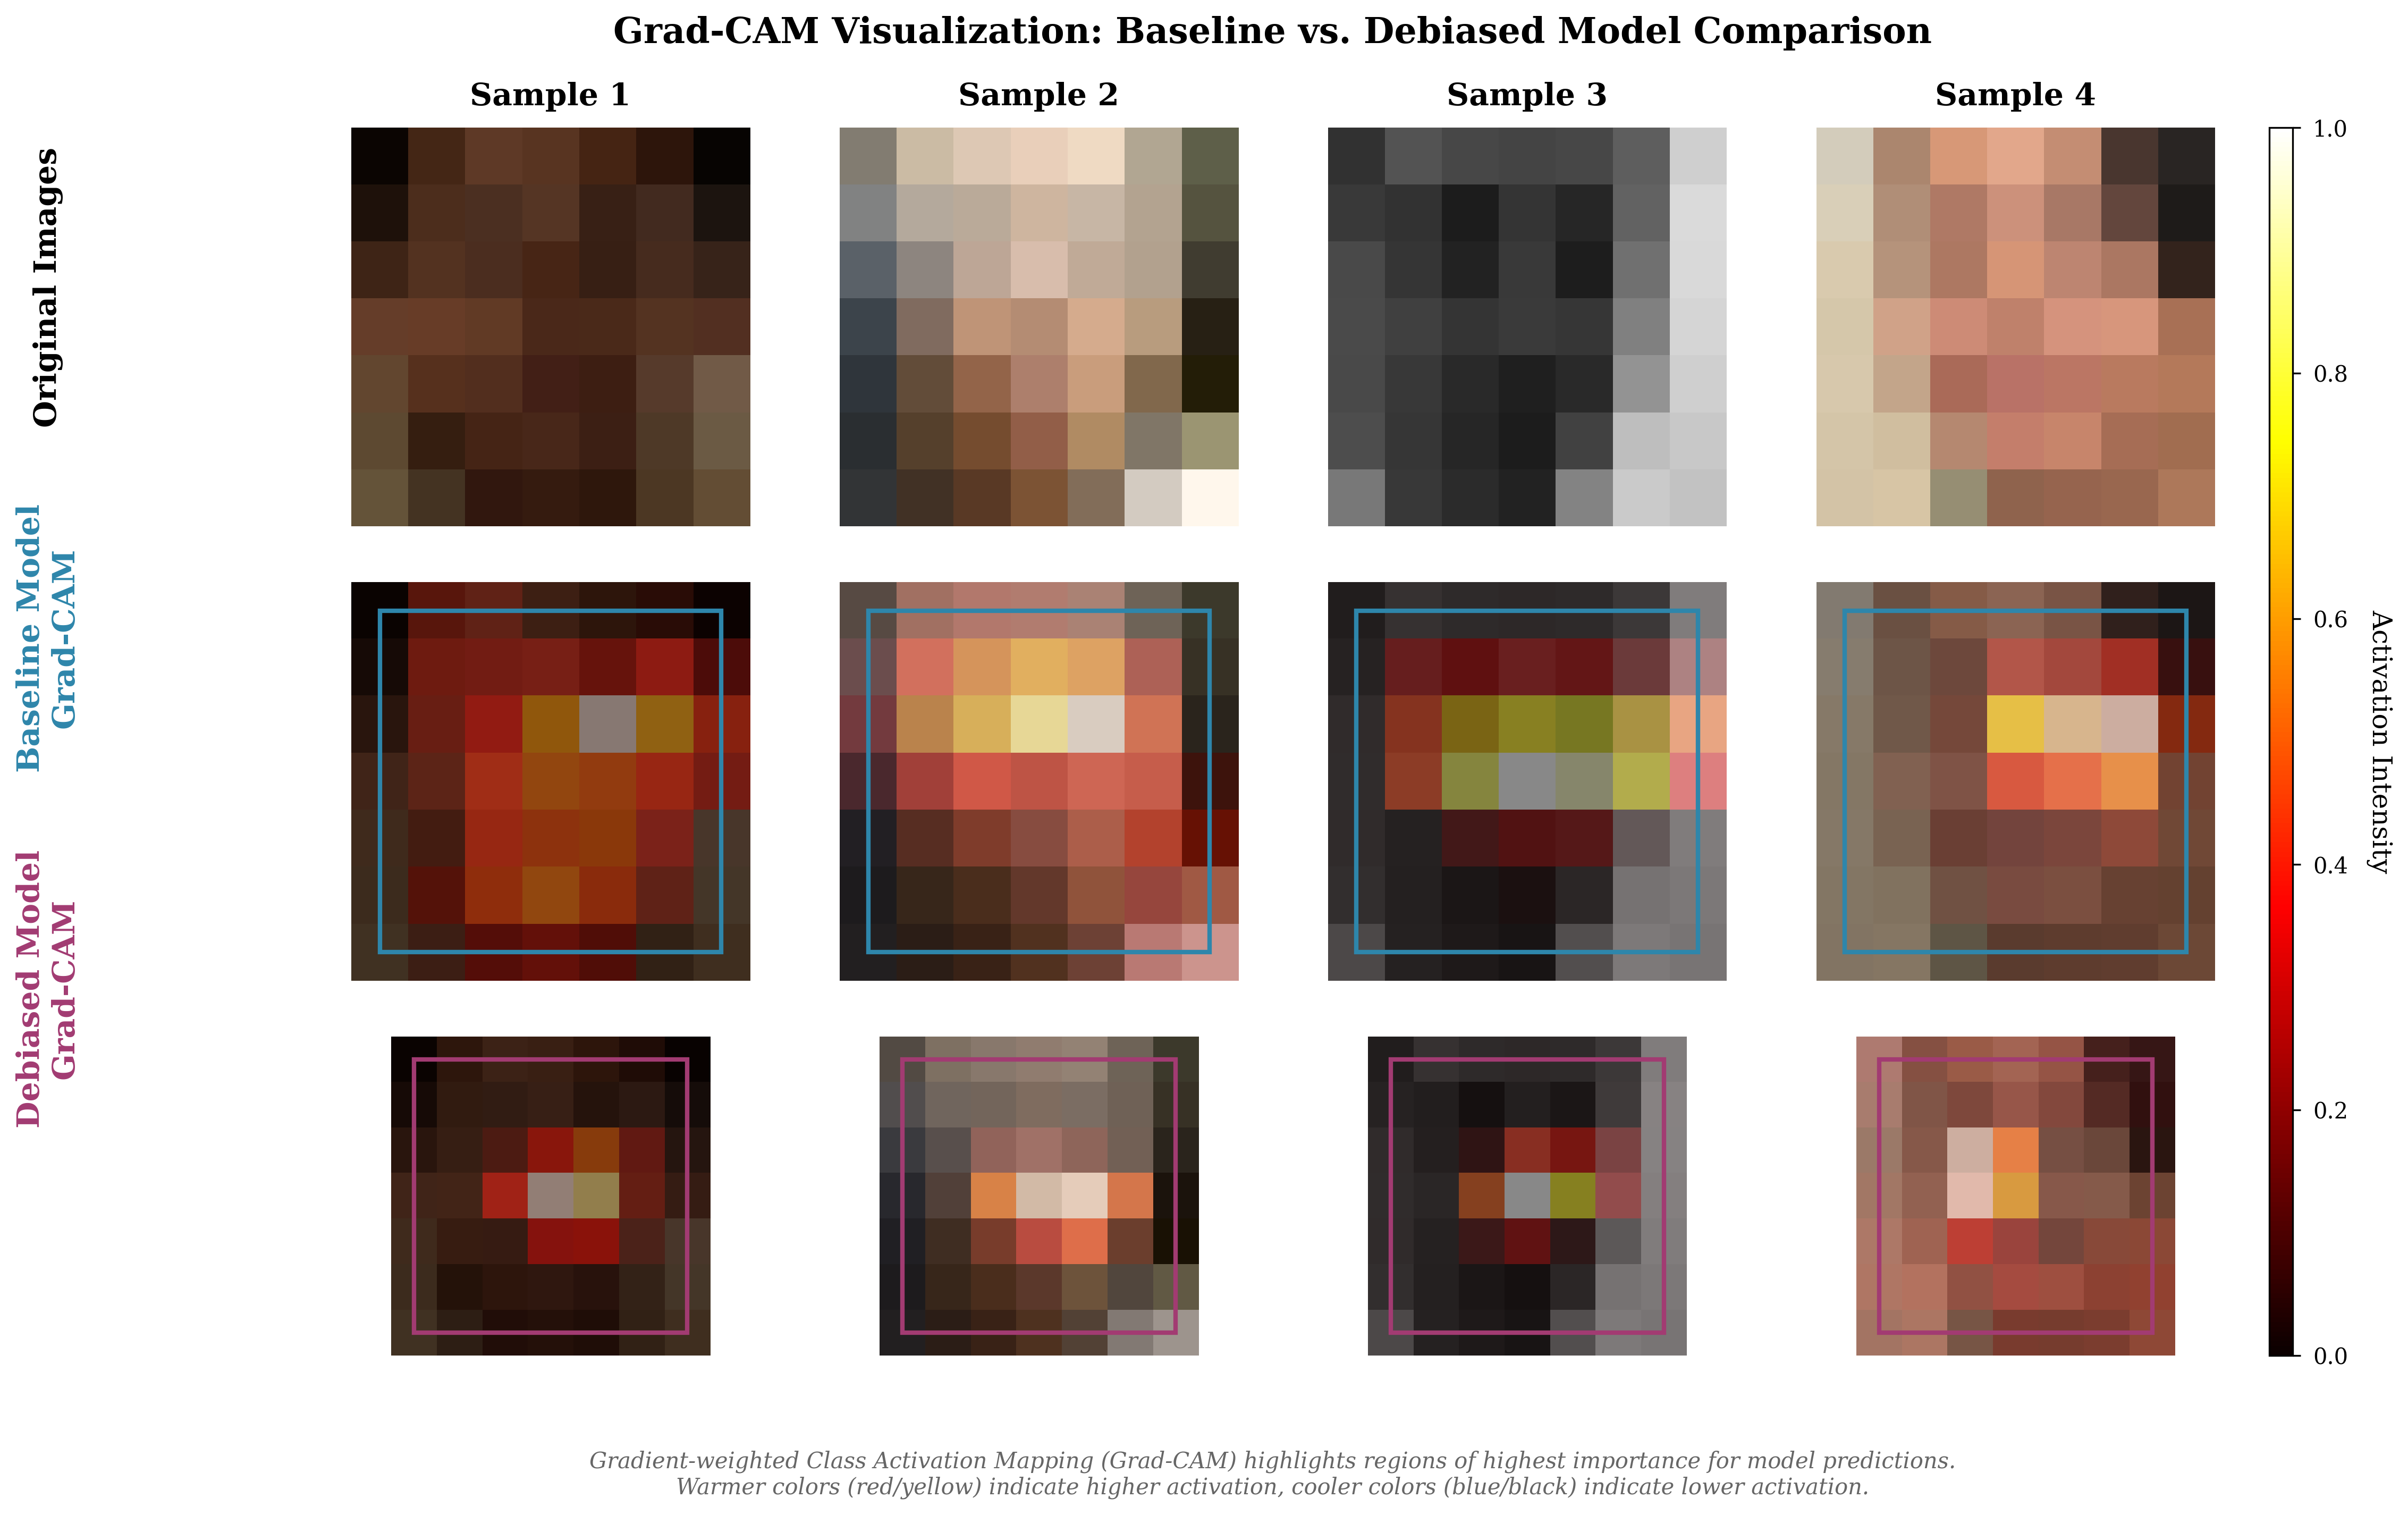 Grad-CAM Visualization: Baseline vs. Debiased Model Comparison
Sample 1
Sample 2
Sample 3
Sample 4
Original Images
Baseline Model
Grad-CAM
Debiased Model
Grad-CAM
1.0
0.8
0.6
0.4
0.2
0.0
Activation Intensity
Gradient-weighted Class Activation Mapping (Grad-CAM) highlights regions of highest importance for model predictions.
Warmer colors (red/yellow) indicate higher activation, cooler colors (blue/black) indicate lower activation.